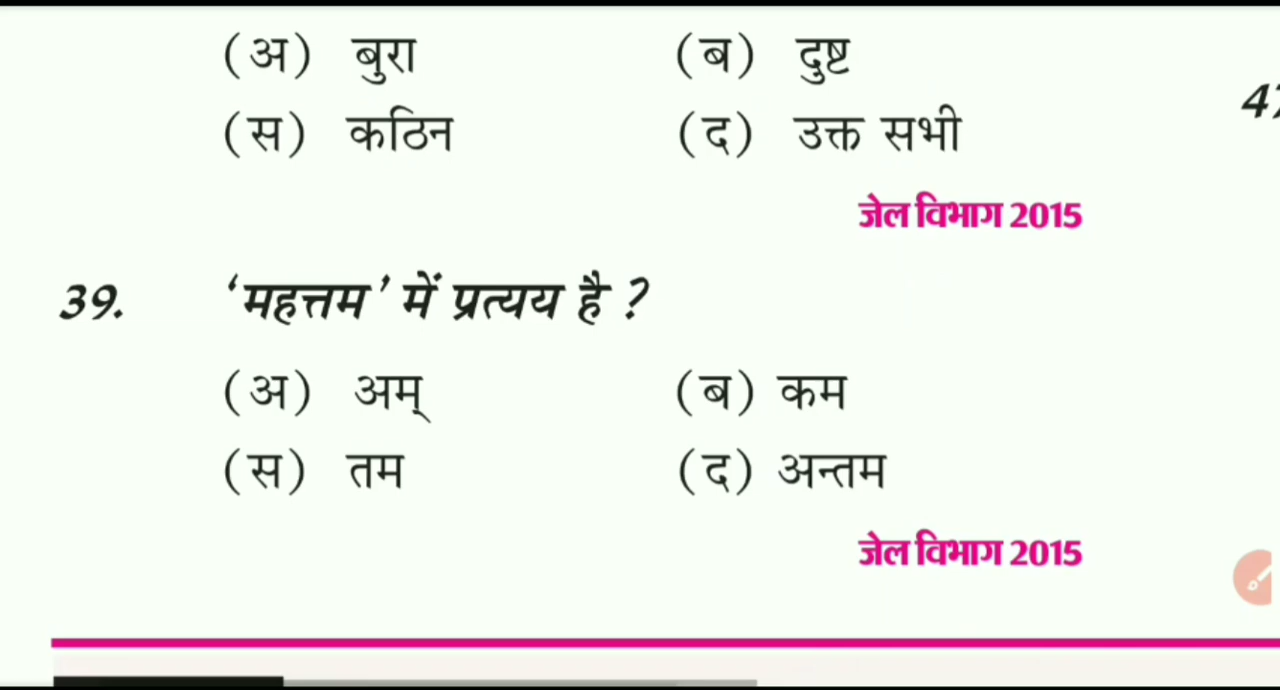 (अ) बुरा (ब) दुष्ट
(स) कठिन (द) उक्त सभी
जेल विभाग 2015
39. ‘महत्तम’ में प्रत्यय है ?
(अ) अम् (ब) कम
(स) तम (द) अन्तम
जेल विभाग 2015